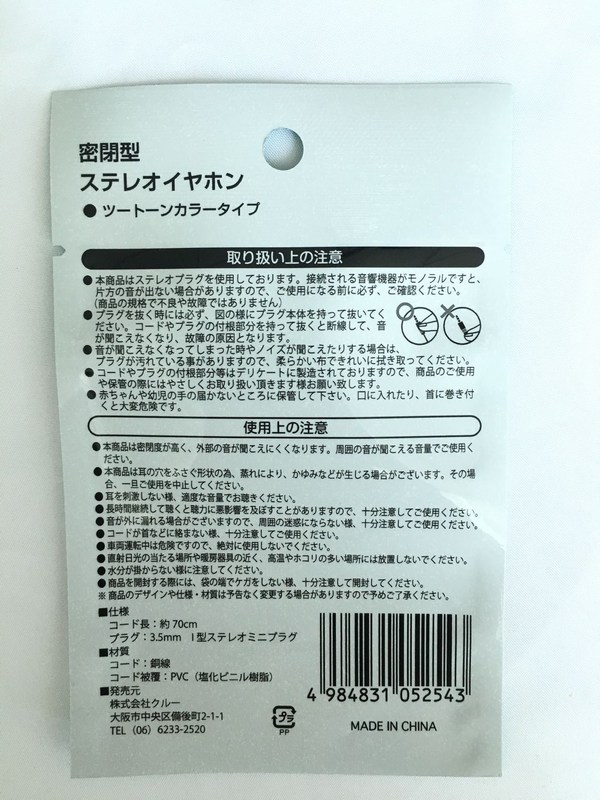 密閉型
ステレオイヤホン
● ツートーンカラータイプ
取り扱い上の注意
●本商品はステレオプラグを使用しております。接続される音響機器がモノラルですと、
片方の音が出ない場合がありますので、ご使用になる前に必ず、ご確認ください。
（商品の規格で不良や故障ではありません）
●プラグを抜く時には必ず、図の様にプラグ本体を持って抜いてく
ださい。コードやプラグの付根部分を持って抜くと断線して、音
が聞こえなくなり、故障の原因となります。
●音が聞こえなくなってしまった時やノイズが聞こえたりする場合は、
プラグが汚れている事がありますので、柔らかい布できれいに拭き取ってください。
●コードやプラグの付根部分等はデリケートに製造されておりますので、商品のご使用
や保管の際にはやさしくお取り扱い頂きます様お願い致します。
●赤ちゃんや幼児の手の届かないところに保管して下さい。口に入れたり、首に巻き付
くと大変危険です。
使用上の注意
●本商品は密閉度が高く、外部の音が聞こえにくくなります。周囲の音が聞こえる音量でご使用く
ださい。
●本商品は耳の穴をふさぐ形状の為、蒸れにより、かゆみなどが生じる場合がございます。その場
合、一旦ご使用を中止してください。
●耳を刺激しない様、適度な音量でお聴きください。
●長時間継続して聴くと聴力に悪影響を及ぼすことがありますので、十分注意してご使用ください。
●音が外に漏れる場合がございますので、周囲の迷惑にならない様、十分注意してご使用ください。
●コードが首などに絡まない様、十分注意してご使用ください。
●車両運転中は危険ですので、絶対に使用しないでください。
●直射日光の当たる場所や暖房器具の近く、高温やホコリの多い場所には放置しないでください。
●水分が掛からない様に注意してください。
●商品を開封する際には、袋の端でケガをしない様、十分注意して開封してください。
※商品のデザインや仕様・材質は予告なく変更する場合がありますので予めご了承ください。
■仕様
コード長：約70cm
プラグ：3.5mm I型ステレオミニプラグ
■材質
コード：銅線
コード被覆：PVC（塩化ビニル樹脂）
■発売元
株式会社クルー
大阪市中央区備後町2-1-1
TEL（06）6233-2520
プラ
PP
4 984831 052543
MADE IN CHINA